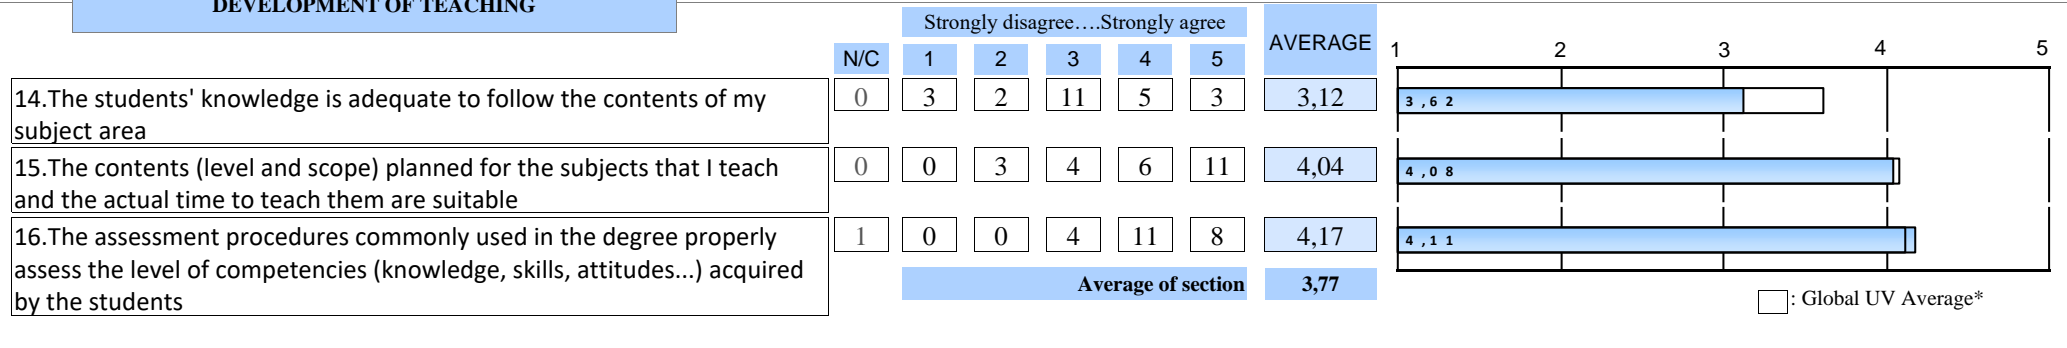 DEVELOPMENT OF TEACHING
Strongly disagree….Strongly agree
AVERAGE
N/C 1 2 3 4 5
1 2 3 4 5
14.The students' knowledge is adequate to follow the contents of my
subject area
0 3 2 11 5 3 3,12
3,62
15.The contents (level and scope) planned for the subjects that I teach
and the actual time to teach them are suitable
0 0 3 4 6 11 4,04
4,08
16.The assessment procedures commonly used in the degree properly
assess the level of competencies (knowledge, skills, attitudes...) acquired
by the students
1 0 0 4 11 8 4,17
4,11
Average of section 3,77
: Global UV Average*